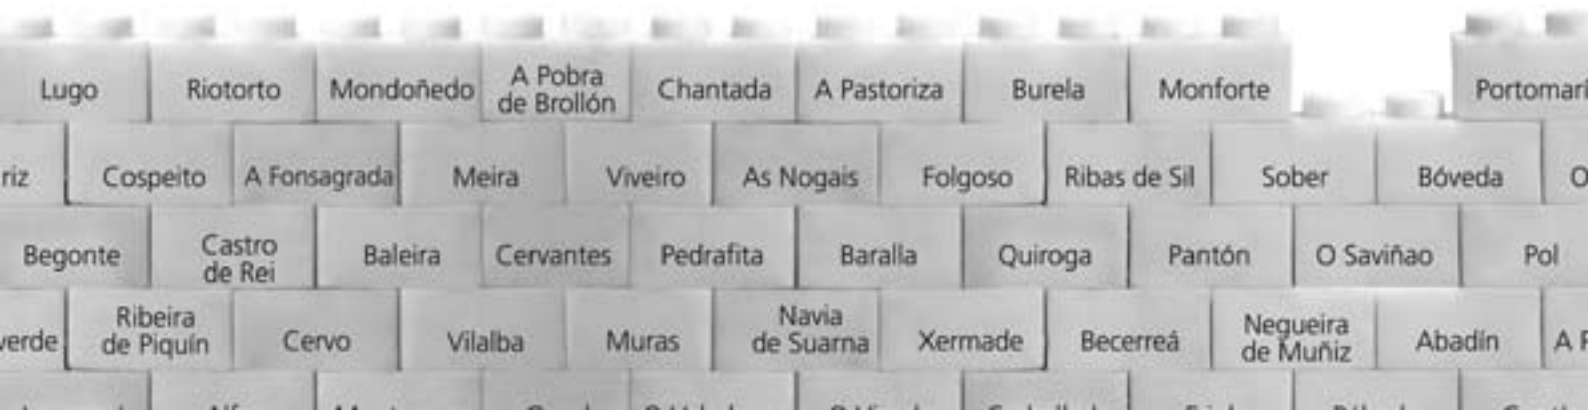 Lugo Riotorto Mondoñedo A Pobra de Brollón Chantada A Pastoriza Burela Monforte
Cospeito A Fonsagrada Meira Viveiro As Nogais Folgoso Ribas de Sil Sober Bóveda
Begonte Castro de Rei Baleira Cervantes Pedrafita Baralla Quiroga Pantón O Saviñao Pol
Ribeira de Piquín Cervo Vilalba Muras Navia de Suarna Xermade Becerreá Negueira de Muñiz Abadín